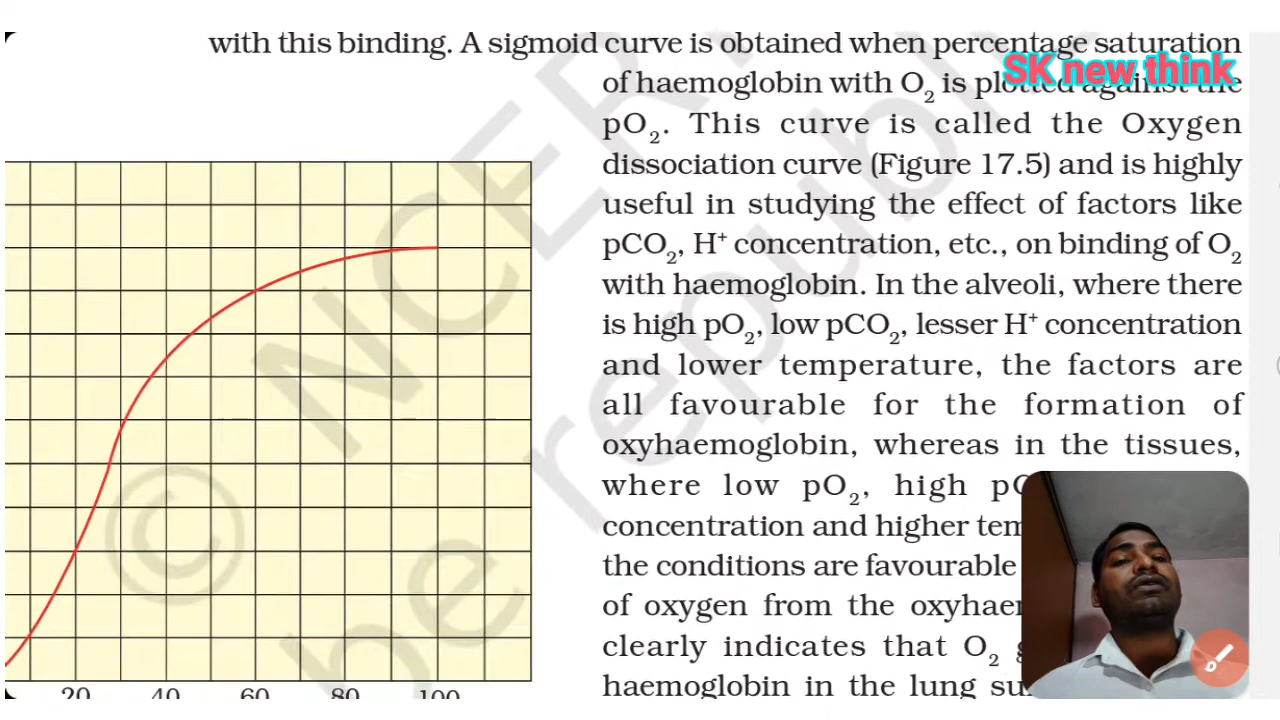 with this binding. A sigmoid curve is obtained when percentage saturation
SK new think
of haemoglobin with O₂ is plotted against the
pO₂. This curve is called the Oxygen
dissociation curve (Figure 17.5) and is highly
useful in studying the effect of factors like
pCO₂, H⁺ concentration, etc., on binding of O₂
with haemoglobin. In the alveoli, where there
is high pO₂, low pCO₂, lesser H⁺ concentration
and lower temperature, the factors are
all favourable for the formation of
oxyhaemoglobin, whereas in the tissues,
where low pO₂, high
concentration and higher
the conditions are favourable
of oxygen from the
clearly indicates that O₂
haemoglobin in the lung
20 40 60 80 100
© NCER
be republ